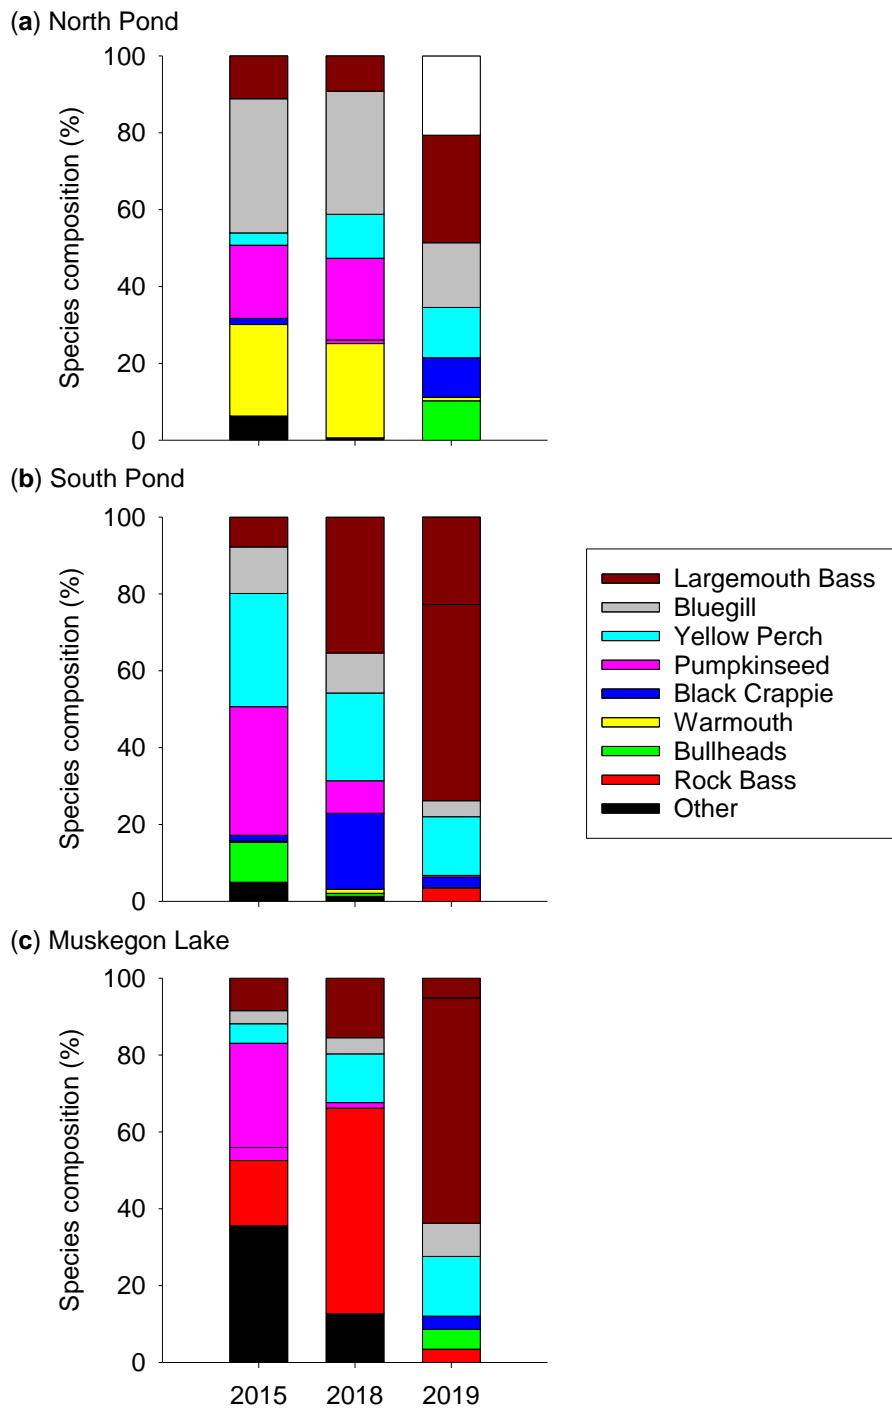 (a) North Pond
100
80
60
40
20
0
Species composition (%)
(b) South Pond
100
80
60
40
20
0
Species composition (%)
Largemouth Bass
Bluegill
Yellow Perch
Pumpkinseed
Black Crappie
Warmouth
Bullheads
Rock Bass
Other
(c) Muskegon Lake
100
80
60
40
20
0
Species composition (%)
2015 2018 2019